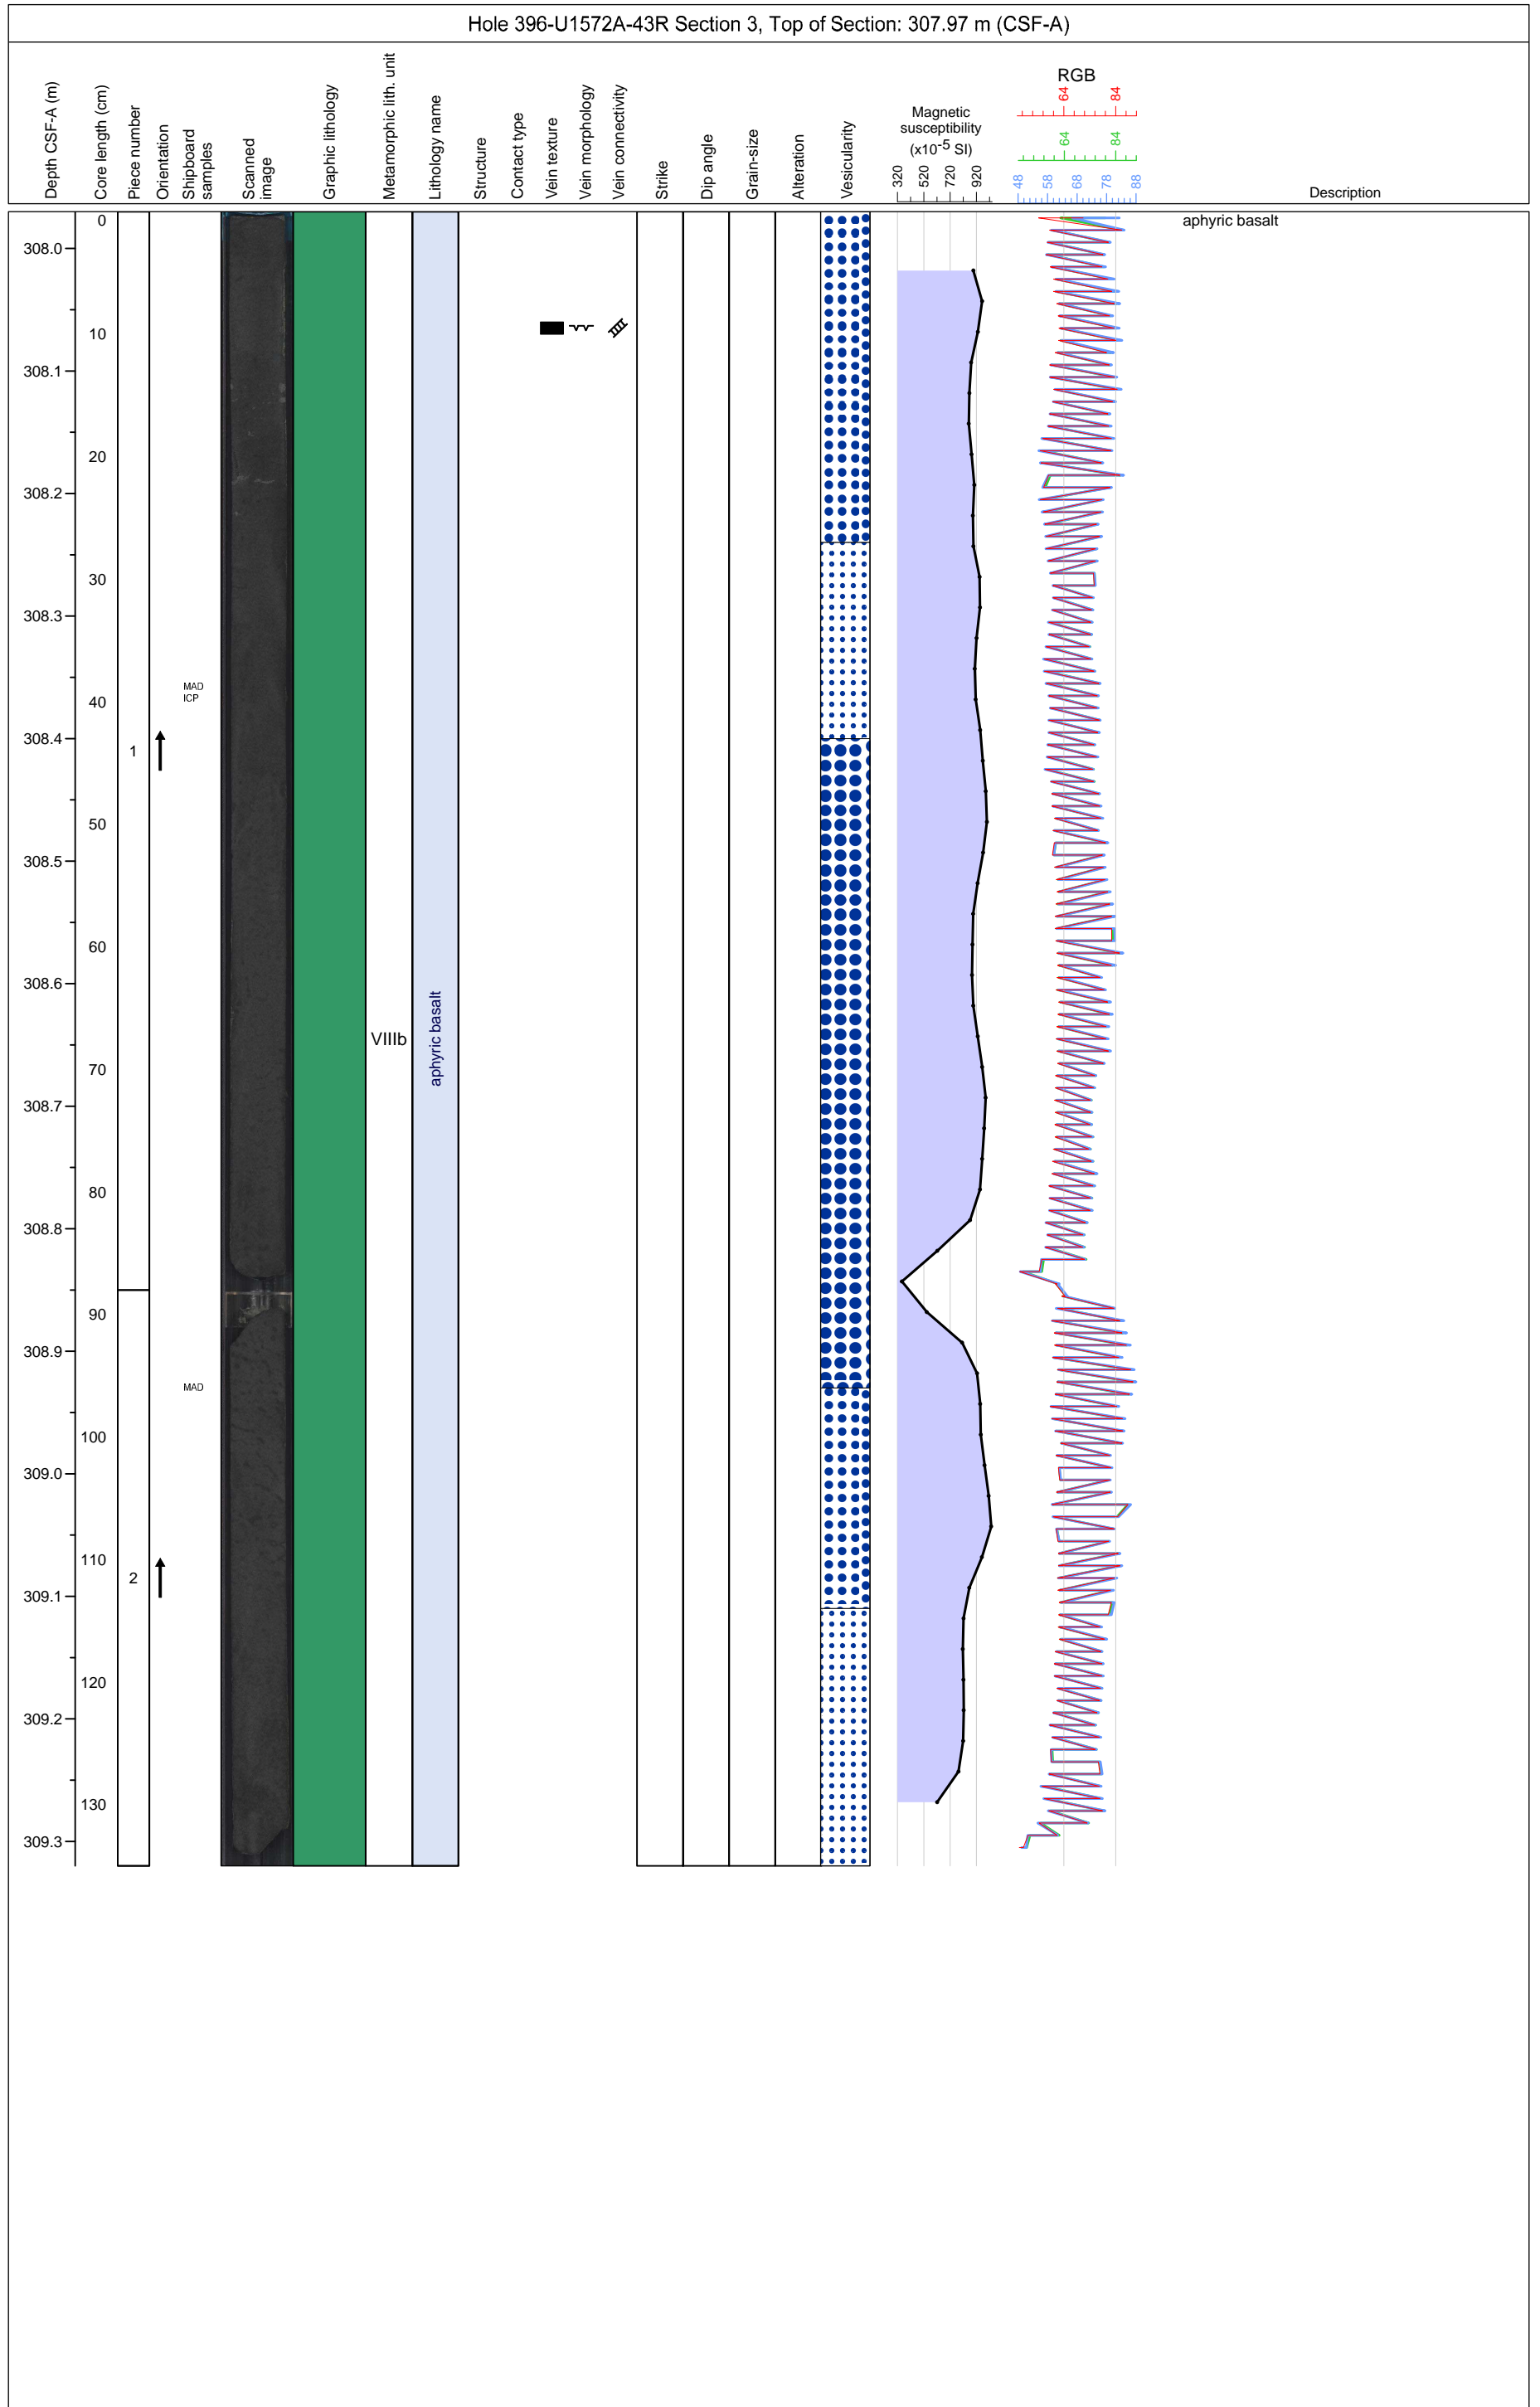 Hole 396-U1572A-43R Section 3, Top of Section: 307.97 m (CSF-A)
Depth CSF-A (m)
Core length (cm)
Piece number
Orientation
Shipboard
samples
Scanned
image
Graphic lithology
Metamorphic lith. unit
Lithology name
Structure
Contact type
Vein texture
Vein morphology
Vein connectivity
Strike
Dip angle
Grain-size
Alteration
Vesicularity
Magnetic
susceptibility
(x10-5 SI)
320 520 720 920
RGB
64 84
64 84
48 58 68 78 88
Description
0
aphyric basalt
308.0
10
308.1
20
308.2
30
308.3
MAD
ICP
40
308.4
1
50
308.5
60
308.6
VIIIb
aphyric basalt
70
308.7
80
308.8
90
308.9
MAD
100
309.0
110
2
309.1
120
309.2
130
309.3